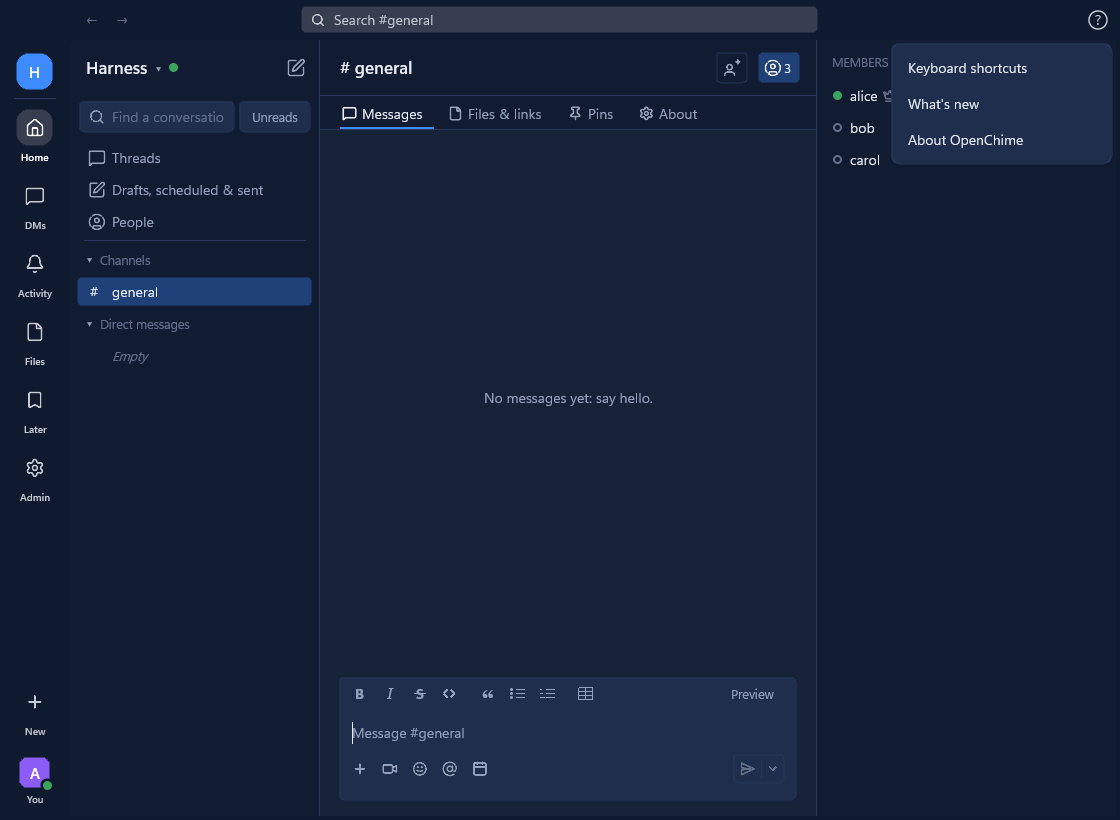 Search #general
?
H
Home
DMs
Activity
Files
Later
Admin
New
A
You
Harness
Find a conversatio
Unreads
Threads
Drafts, scheduled & sent
People
Channels
# general
Direct messages
Empty
# general
3
Messages
Files & links
Pins
About
No messages yet: say hello.
B I S
Preview
Message #general
MEMBERS
alice
bob
carol
Keyboard shortcuts
What's new
About OpenChime